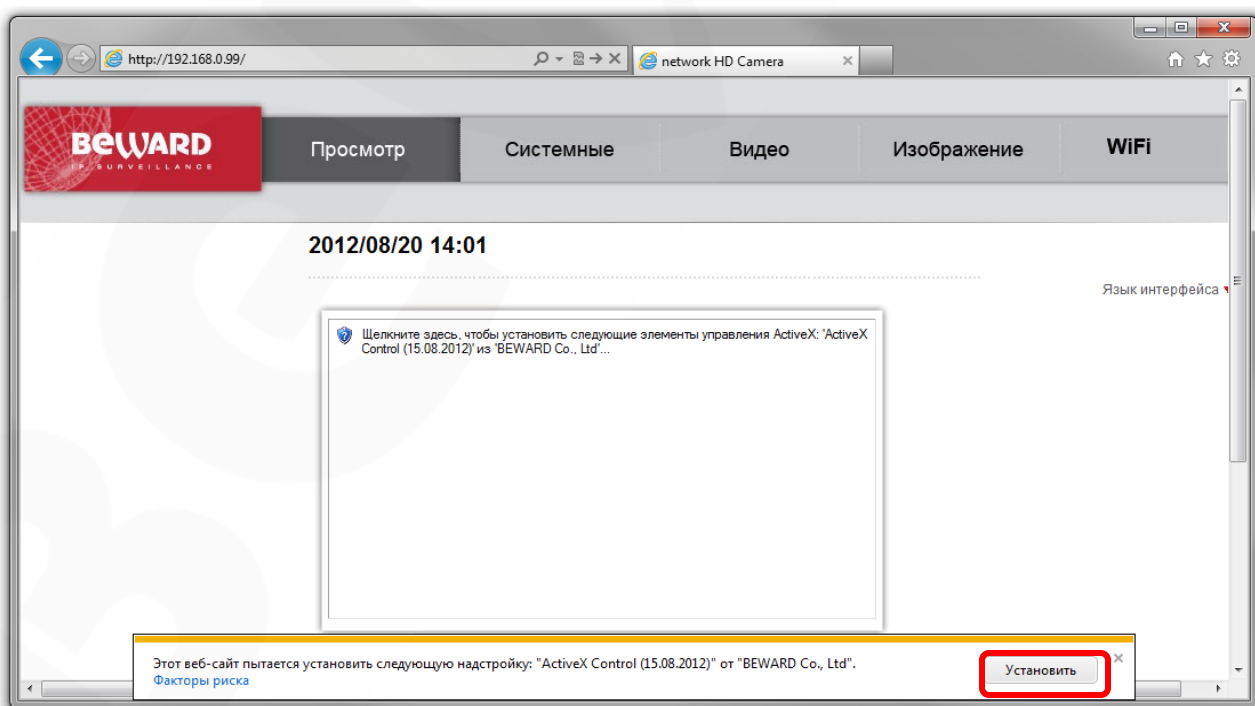 http://192.168.0.99/
network HD Camera
BEWARD
IP SURVEILLANCE
Просмотр
Системные
Видео
Изображение
WiFi
2012/08/20 14:01
Язык интерфейса
Щелкните здесь, чтобы установить следующие элементы управления ActiveX: 'ActiveX
Control (15.08.2012)' из 'BEWARD Co., Ltd'...
Этот веб-сайт пытается установить следующую надстройку: "ActiveX Control (15.08.2012)" от "BEWARD Co., Ltd".
Факторы риска
Установить